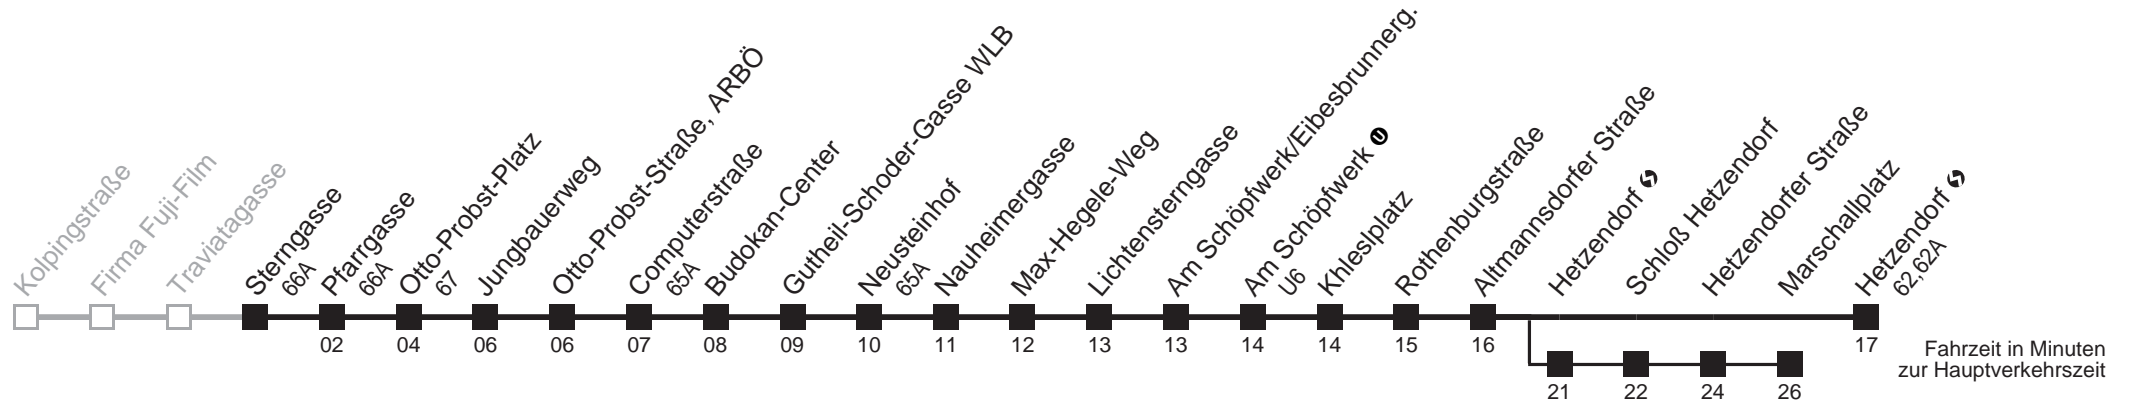 Kolpingstraße
Firma Fuji-Film
Traviatagasse
Sterngasse
66A
Pfarrgasse
66A
Otto-Probst-Platz
67
Jungbauerweg
Otto-Probst-Straße, ARBÖ
Computerstraße
65A
Budokan-Center
Gutheil-Schoder-Gasse WLB
Neusteinhof
65A
Nauheimergasse
Max-Hegele-Weg
Lichtensterngasse
Am Schöpfwerk/Eibesbrunnerg.
Am Schöpfwerk U
U6
Khleslplatz
Rothenburgstraße
Altmannsdorfer Straße
Hetzendorf
Schloß Hetzendorf
Hetzendorfer Straße
Marschallplatz
Hetzendorf
62,62A
02 04 06 06 07 08 09 10 11 12 13 13 14 14 15 16 17
21 22 24 26
Fahrzeit in Minuten
zur Hauptverkehrszeit